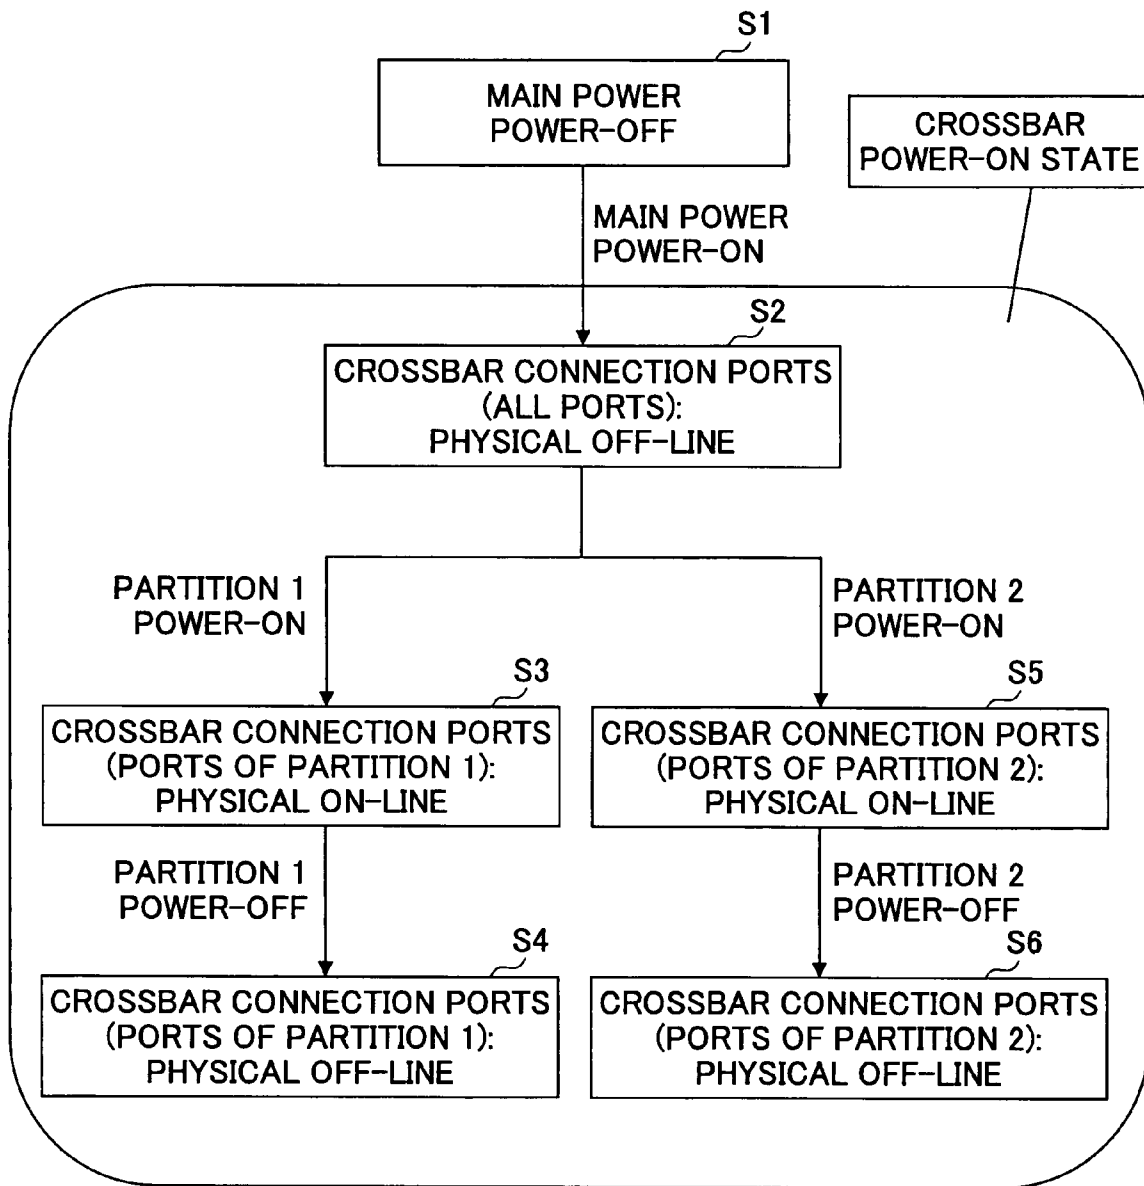 S1
MAIN POWER
POWER-OFF
CROSSBAR
POWER-ON STATE
MAIN POWER
POWER-ON
S2
CROSSBAR CONNECTION PORTS
(ALL PORTS):
PHYSICAL OFF-LINE
PARTITION 1
POWER-ON
PARTITION 2
POWER-ON
S3
CROSSBAR CONNECTION PORTS
(PORTS OF PARTITION 1):
PHYSICAL ON-LINE
S5
CROSSBAR CONNECTION PORTS
(PORTS OF PARTITION 2):
PHYSICAL ON-LINE
PARTITION 1
POWER-OFF
PARTITION 2
POWER-OFF
S4
CROSSBAR CONNECTION PORTS
(PORTS OF PARTITION 1):
PHYSICAL OFF-LINE
S6
CROSSBAR CONNECTION PORTS
(PORTS OF PARTITION 2):
PHYSICAL OFF-LINE